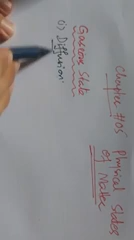 Chapter #05 Physical States
of Matter
Gaseous State
(i) Diffusion: